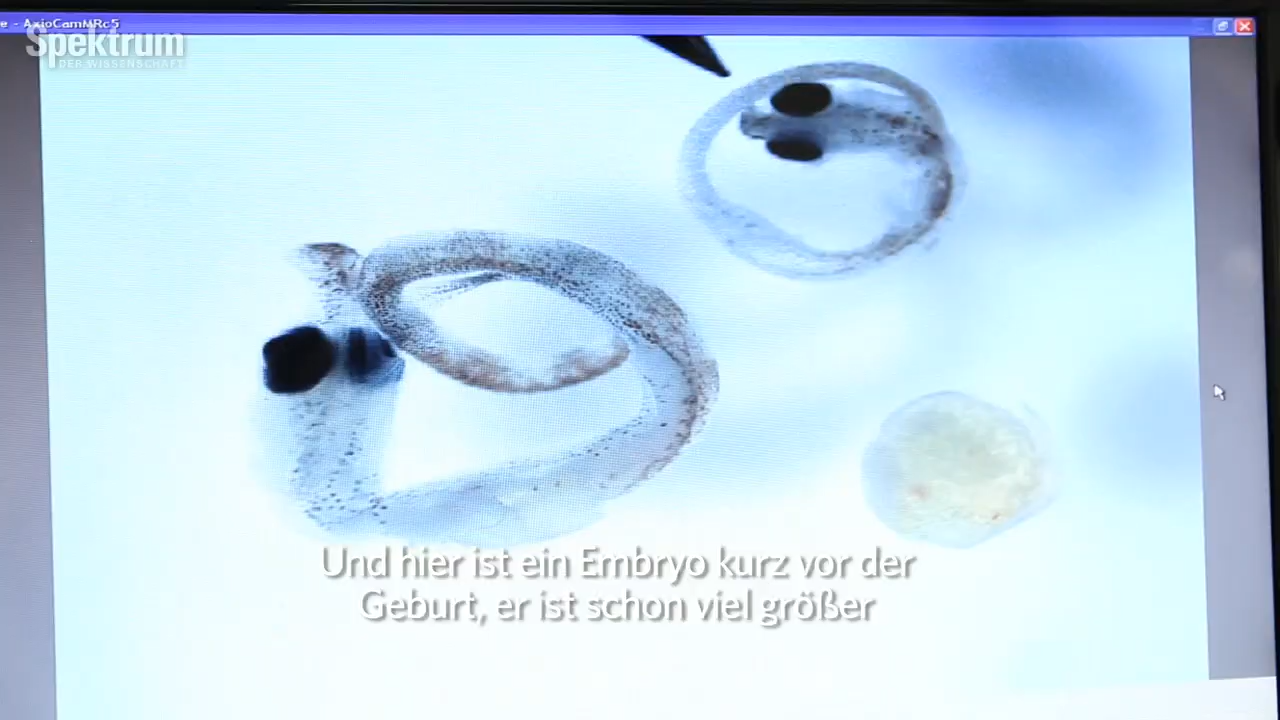 e - AxioCamMRc5
Spektrum
DER WISSENSCHAFT
Und hier ist ein Embryo kurz vor der
Geburt, er ist schon viel größer